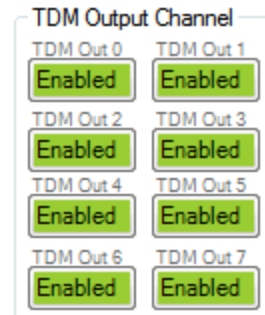 TDM Output Channel
TDM Out 0 TDM Out 1
Enabled Enabled
TDM Out 2 TDM Out 3
Enabled Enabled
TDM Out 4 TDM Out 5
Enabled Enabled
TDM Out 6 TDM Out 7
Enabled Enabled